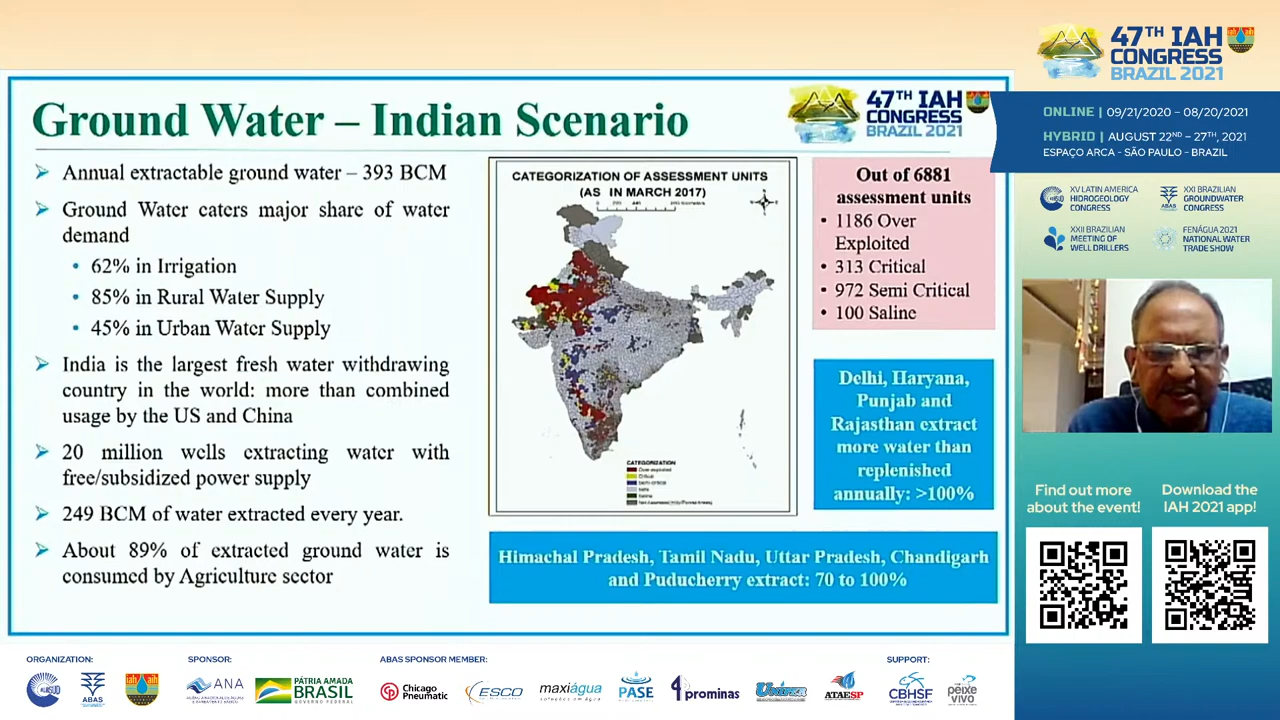 Ground Water – Indian Scenario
47TH IAH
CONGRESS
BRAZIL 2021
Annual extractable ground water – 393 BCM
Ground Water caters major share of water
demand
62% in Irrigation
85% in Rural Water Supply
45% in Urban Water Supply
India is the largest fresh water withdrawing
country in the world: more than combined
usage by the US and China
20 million wells extracting water with
free/subsidized power supply
249 BCM of water extracted every year.
About 89% of extracted ground water is
consumed by Agriculture sector
CATEGORIZATION OF ASSESSMENT UNITS
(AS IN MARCH 2017)
CATEGORIZATION
Out of 6881
assessment units
• 1186 Over
Exploited
• 313 Critical
• 972 Semi Critical
• 100 Saline
Delhi, Haryana,
Punjab and
Rajasthan extract
more water than
replenished
annually: >100%
Himachal Pradesh, Tamil Nadu, Uttar Pradesh, Chandigarh
and Puducherry extract: 70 to 100%
47TH IAH
CONGRESS
BRAZIL 2021
ONLINE | 09/21/2020 – 08/20/2021
HYBRID | AUGUST 22ND – 27TH, 2021
ESPAÇO ARCA - SÃO PAULO - BRAZIL
XV LATIN AMERICA
HIDROGEOLOGY
CONGRESS
XXI BRAZILIAN
GROUNDWATER
CONGRESS
XXII BRAZILIAN
MEETING OF
WELL DRILLERS
FENÁGUA 2021
NATIONAL WATER
TRADE SHOW
Find out more
about the event!
Download the
IAH 2021 app!
ORGANIZATION:
ALHSUD
ABAS
SPONSOR:
ANA
PÁTRIA AMADA
BRASIL
GOVERNO FEDERAL
ABAS SPONSOR MEMBER:
Chicago
Pneumatic
ESCO
maxiágua
soluções em água
PASE
prominas
UNIPER
ATAESP
SUPPORT:
CBHSF
peixe
vivo